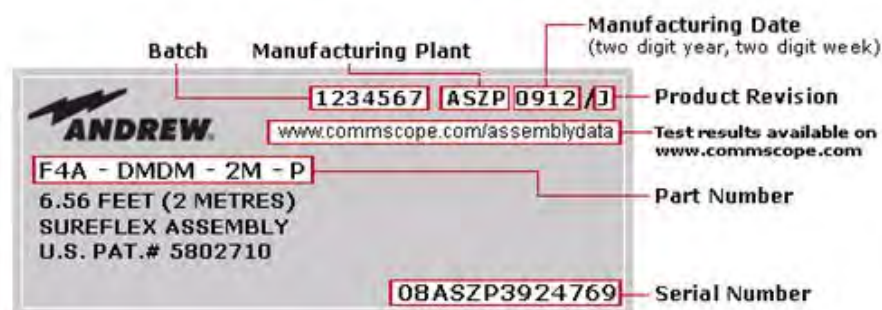 Manufacturing Date
(two digit year, two digit week)
Batch Manufacturing Plant
1234567 ASZP 0912 /J Product Revision
ANDREW.
www.commscope.com/assemblydata
Test results available on
www.commscope.com
F4A - DMDM - 2M - P
Part Number
6.56 FEET (2 METRES)
SUREFLEX ASSEMBLY
U.S. PAT.# 5802710
08ASZP3924769 Serial Number